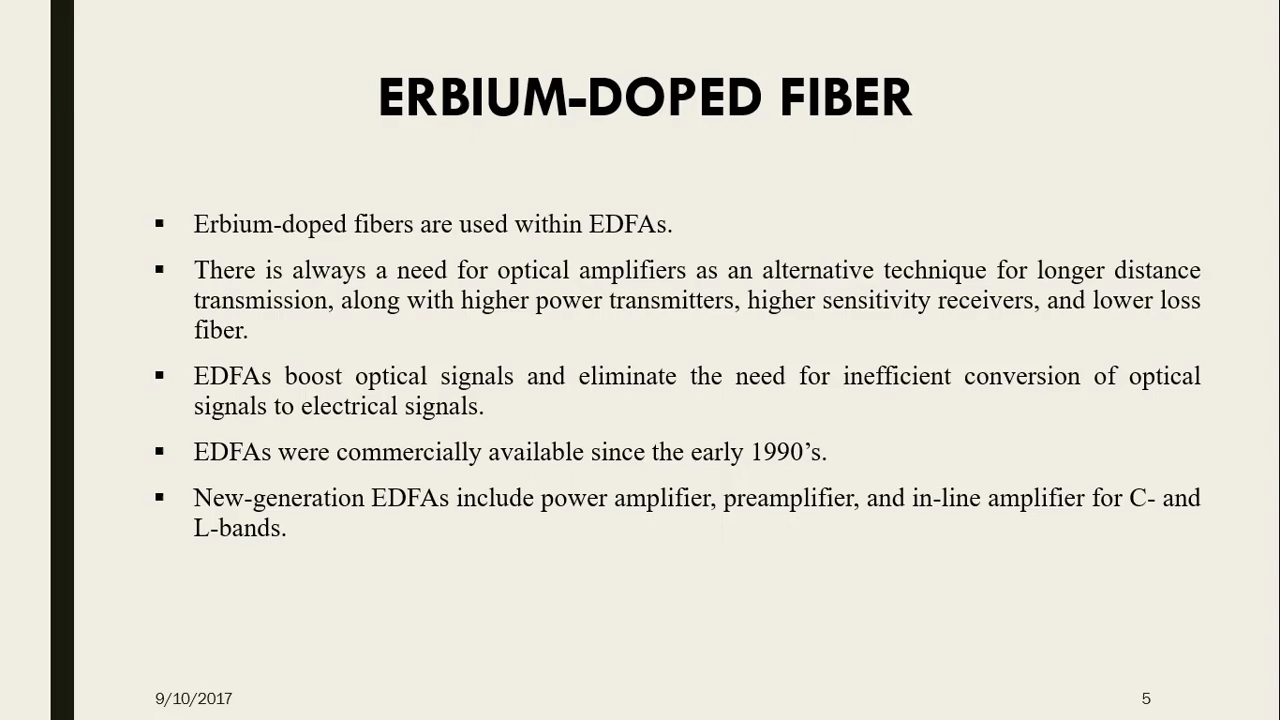 ERBIUM-DOPED FIBER
▪ Erbium-doped fibers are used within EDFAs.
▪ There is always a need for optical amplifiers as an alternative technique for longer distance
transmission, along with higher power transmitters, higher sensitivity receivers, and lower loss
fiber.
▪ EDFAs boost optical signals and eliminate the need for inefficient conversion of optical
signals to electrical signals.
▪ EDFAs were commercially available since the early 1990’s.
▪ New-generation EDFAs include power amplifier, preamplifier, and in-line amplifier for C- and
L-bands.
9/10/2017
5